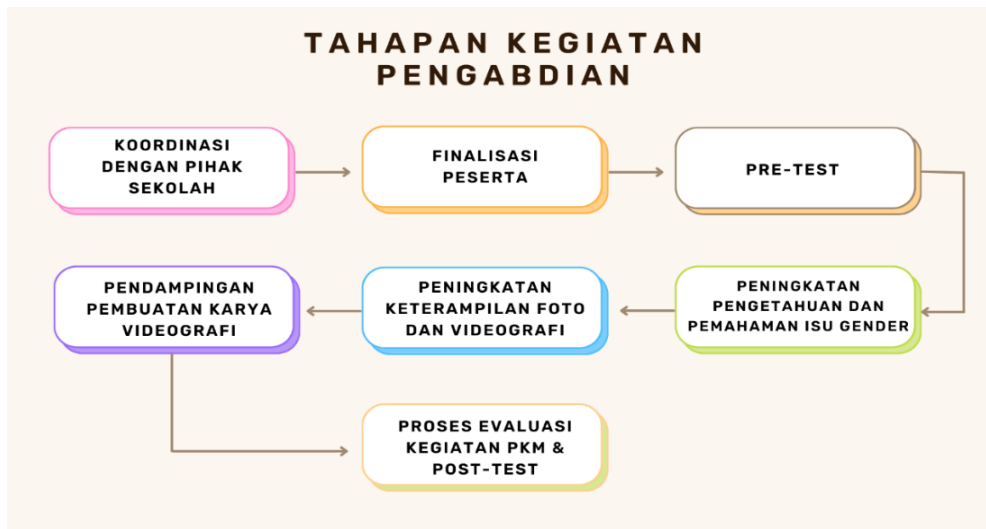 TAHAPAN KEGIATAN
PENGABDIAN
KOORDINASI
DENGAN PIHAK
SEKOLAH
FINALISASI
PESERTA
PRE-TEST
PENINGKATAN
PENGETAHUAN DAN
PEMAHAMAN ISU GENDER
PENINGKATAN
KETERAMPILAN FOTO
DAN VIDEOGRAFI
PENDAMPINGAN
PEMBUATAN KARYA
VIDEOGRAFI
PROSES EVALUASI
KEGIATAN PKM &
POST-TEST